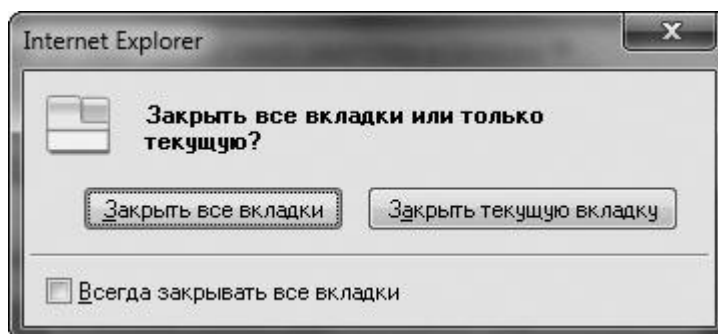 Internet Explorer
Закрыть все вкладки или только
текущую?
Закрыть все вкладки
Закрыть текущую вкладку
Всегда закрывать все вкладки